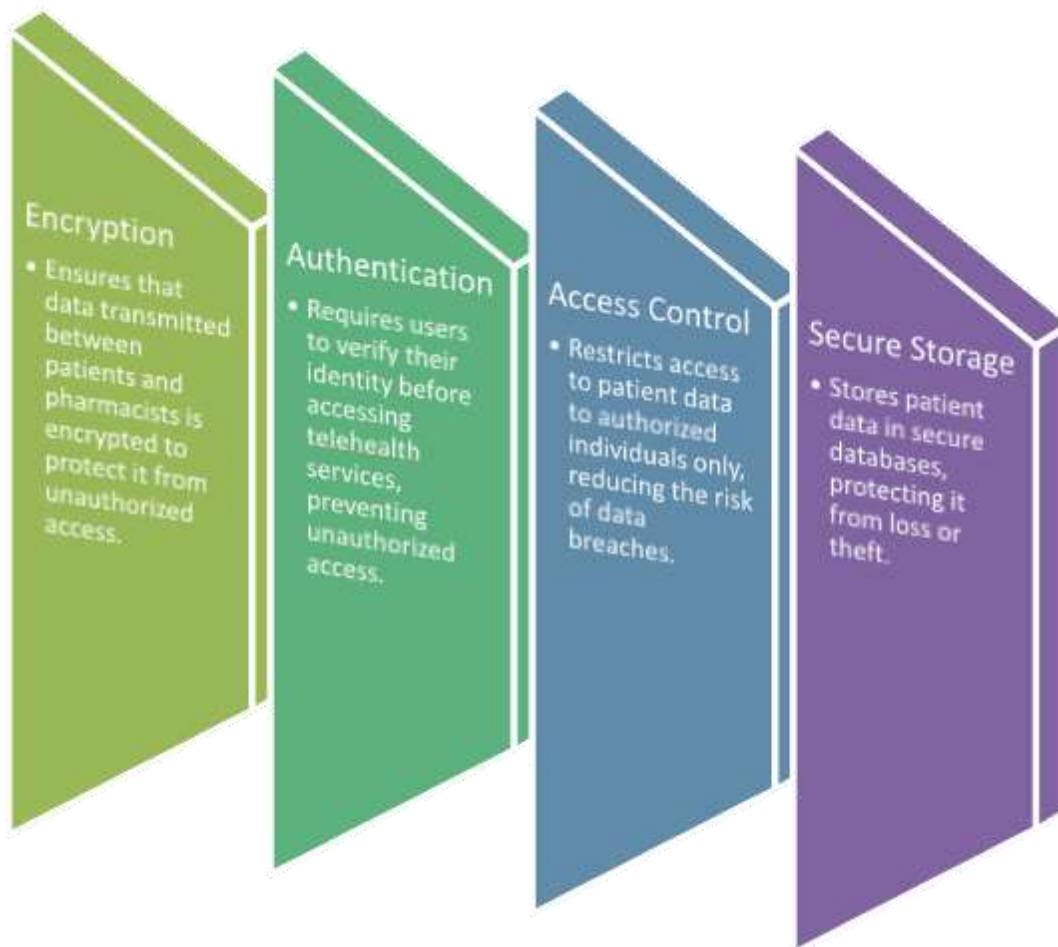 Encryption
• Ensures that
data transmitted
between
patients and
pharmacists is
encrypted to
protect it from
unauthorized
access.
Authentication
• Requires users
to verify their
identity before
accessing
telehealth
services,
preventing
unauthorized
access.
Access Control
• Restricts access
to patient data
to authorized
individuals only,
reducing the risk
of data
breaches.
Secure Storage
• Stores patient
data in secure
databases,
protecting it
from loss or
theft.